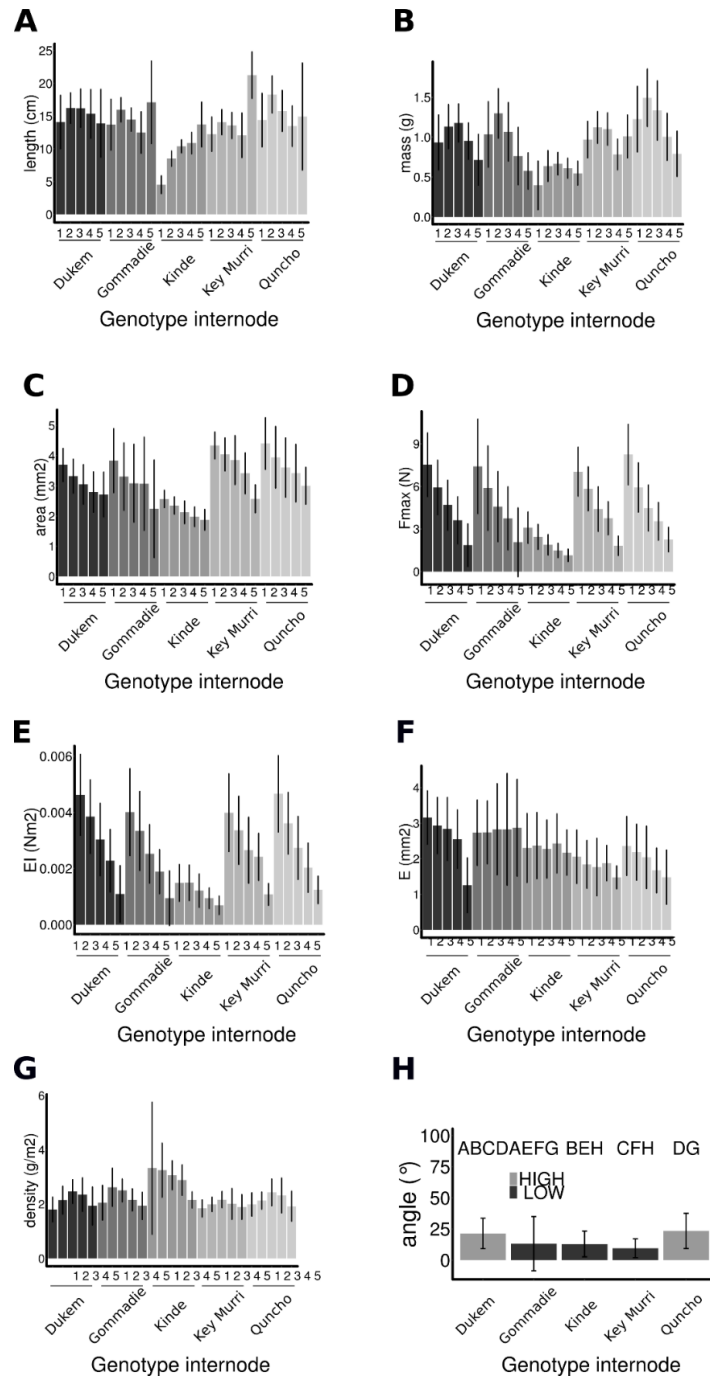 A
25
20
15
10
5
0
length (cm)
1 2 3 4 5 1 2 3 4 5 1 2 3 4 5 1 2 3 4 5 1 2 3 4 5
Dukem Gommadie Kinde Key Murri Quncho
Genotype internode
B
1.5
1.0
0.5
0.0
mass (g)
1 2 3 4 5 1 2 3 4 5 1 2 3 4 5 1 2 3 4 5 1 2 3 4 5
Dukem Gommadie Kinde Key Murri Quncho
Genotype internode
C
5
4
3
2
1
0
area (mm2)
1 2 3 4 5 1 2 3 4 5 1 2 3 4 5 1 2 3 4 5 1 2 3 4 5
Dukem Gommadie Kinde Key Murri Quncho
Genotype internode
D
9
6
3
0
Fmax (N)
1 2 3 4 5 1 2 3 4 5 1 2 3 4 5 1 2 3 4 5 1 2 3 4 5
Dukem Gommadie Kinde Key Murri Quncho
Genotype internode
E
0.006
0.004
0.002
0.000
EI (Nm2)
1 2 3 4 5 1 2 3 4 5 1 2 3 4 5 1 2 3 4 5 1 2 3 4 5
Dukem Gommadie Kinde Key Murri Quncho
Genotype internode
F
4
3
2
1
0
E (mm2)
1 2 3 4 5 1 2 3 4 5 1 2 3 4 5 1 2 3 4 5 1 2 3 4 5
Dukem Gommadie Kinde Key Murri Quncho
Genotype internode
G
6
4
2
0
density (g/m2)
1 2 3 4 5 1 2 3 4 5 1 2 3 4 5 1 2 3 4 5 1 2 3 4 5
Dukem Gommadie Kinde Key Murri Quncho
Genotype internode
H
100
75
50
25
0
angle (°)
ABCD AEFG BEH CFH DG
HIGH
LOW
Dukem Gommadie Kinde Key Murri Quncho
Genotype internode